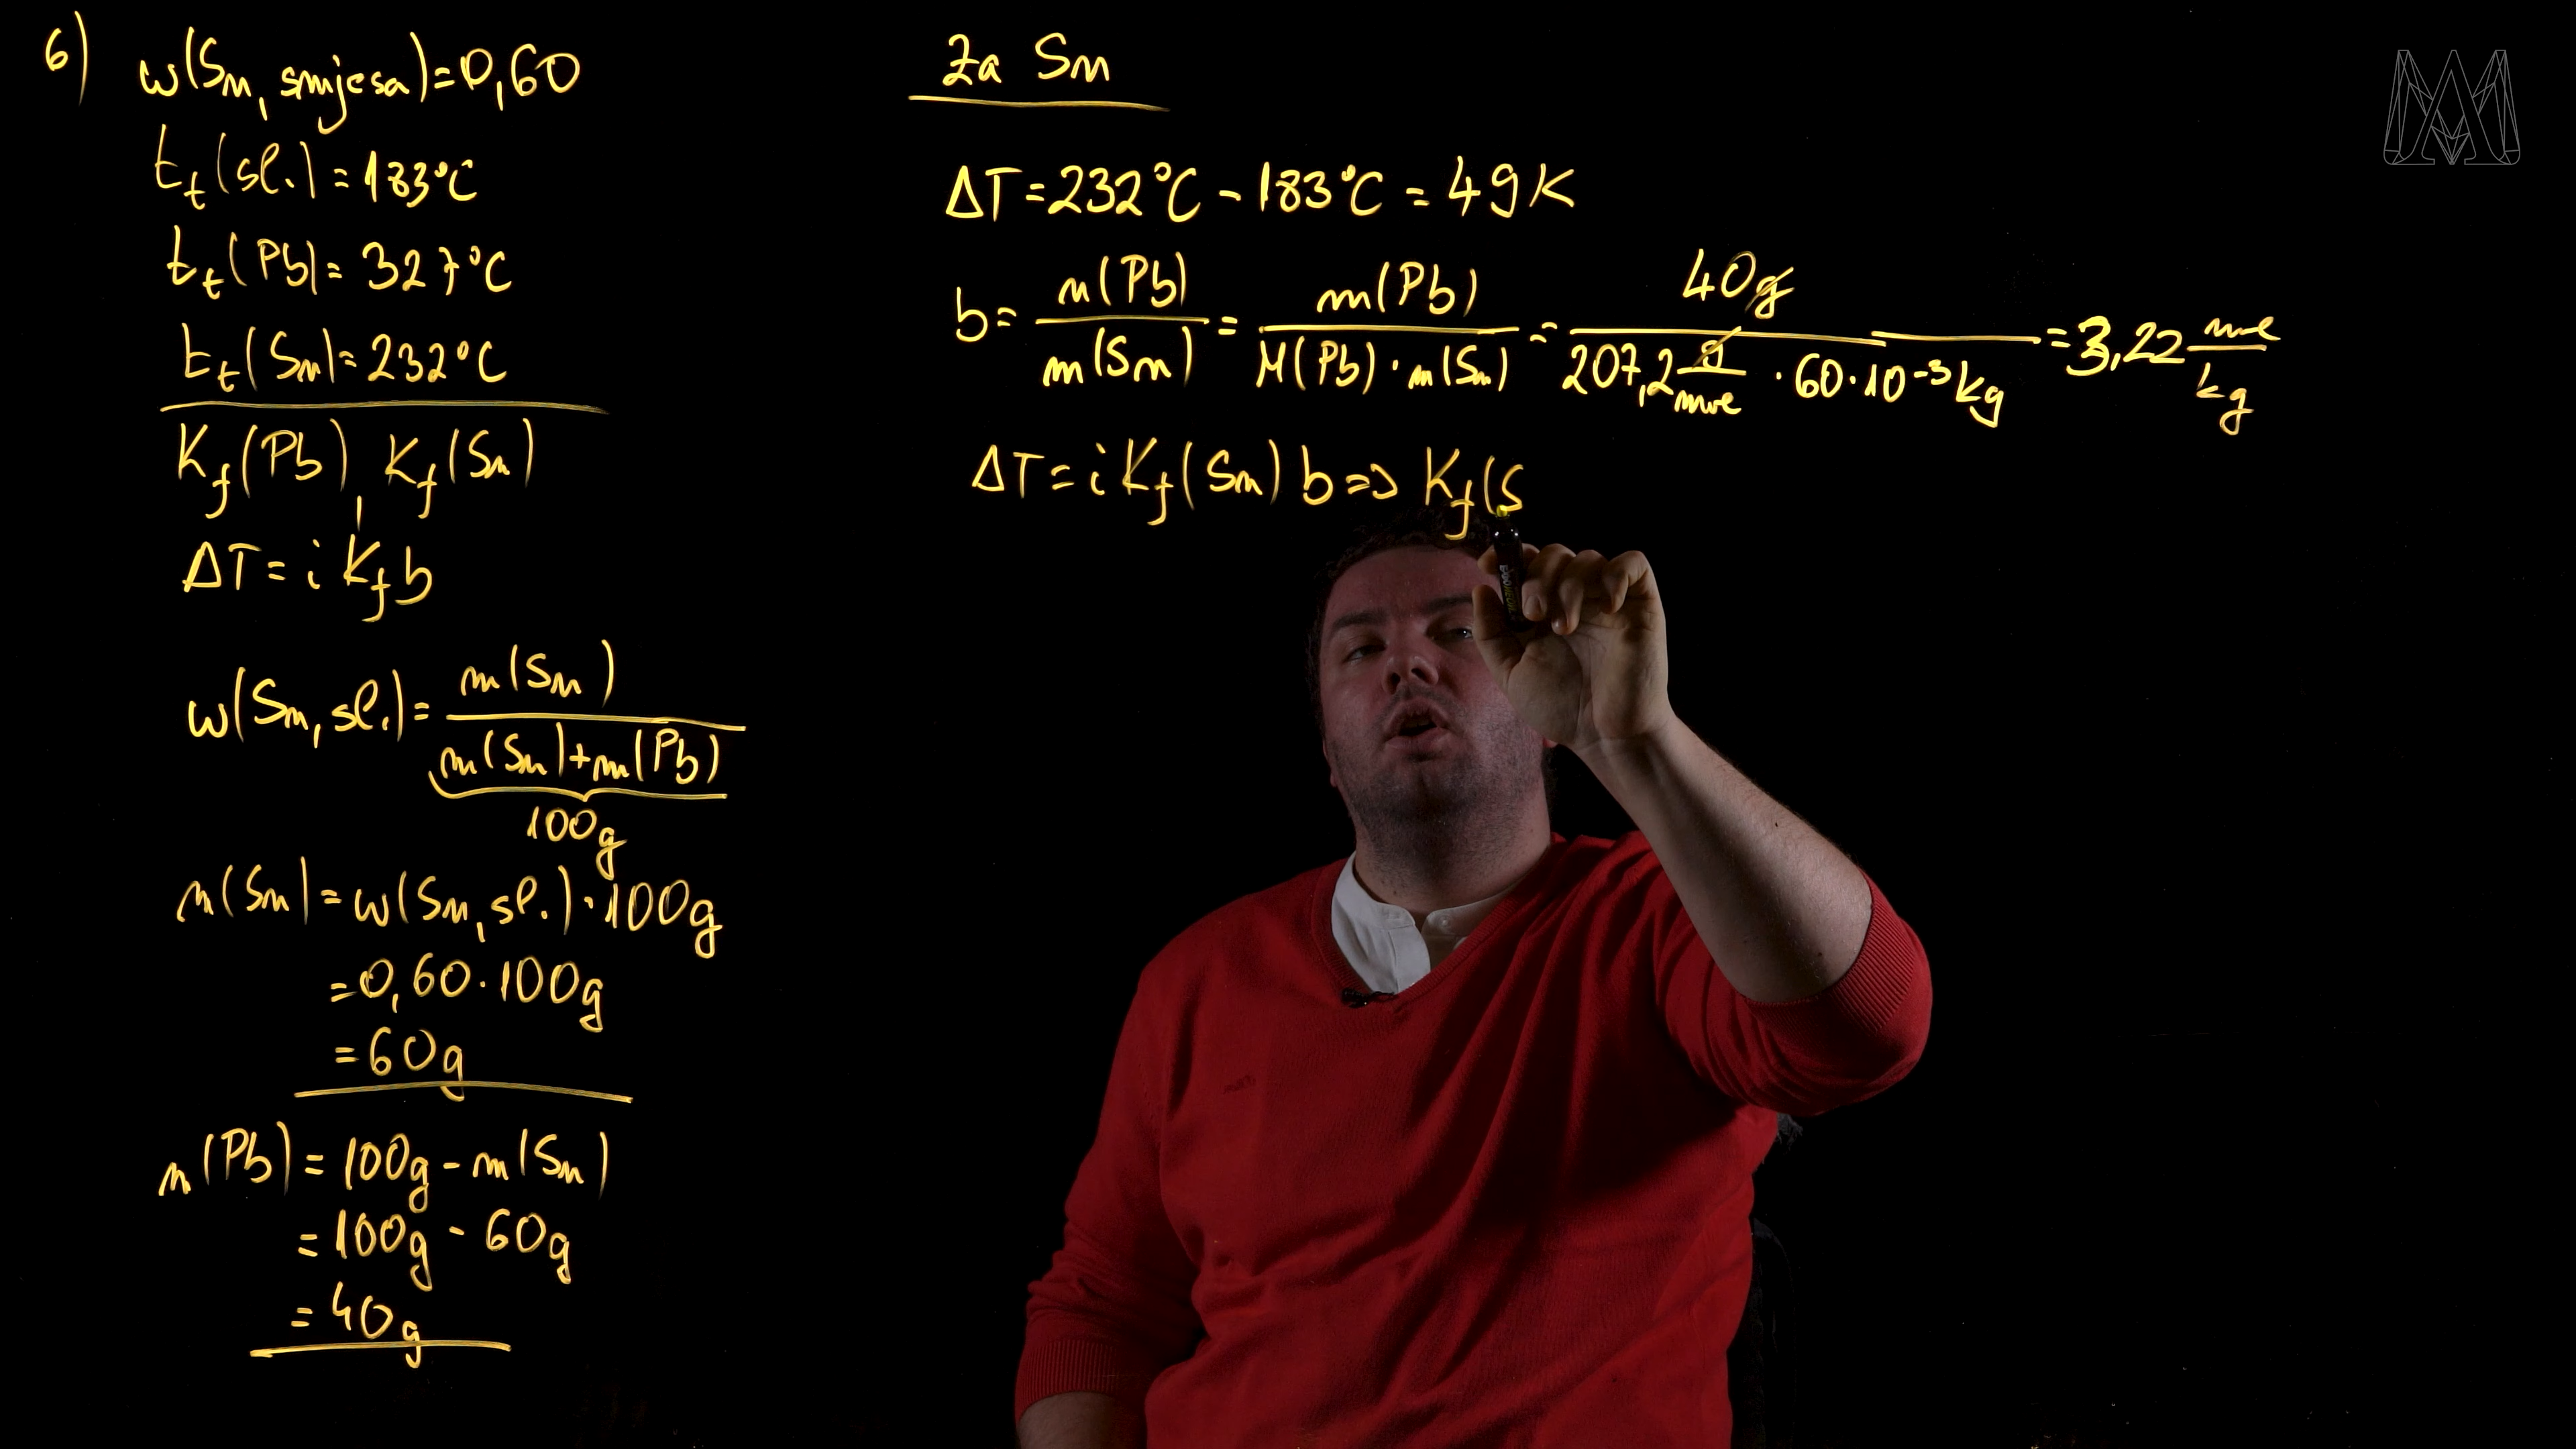 6)
w(Sn, smjesa)=0,60
t_t(sl.)=183°C
t_t(Pb)=327°C
t_t(Sn)=232°C
K_f(Pb), K_f(Sn)
ΔT=i K_f b
w(Sn, sl.)= m(Sn) / m(Sn)+m(Pb)
100g
m(Sn)=w(Sn, sl.)·100g
=0,60·100g
=60g
m(Pb)=100g-m(Sn)
=100g-60g
=40g
Za Sn
ΔT=232°C-183°C=49K
b= n(Pb) / m(Sn) = m(Pb) / M(Pb)·m(Sn) = 40g / 207,2 g/mol ·60·10⁻³kg =3,22 mol/kg
ΔT=i K_f(Sn) b => K_f(S